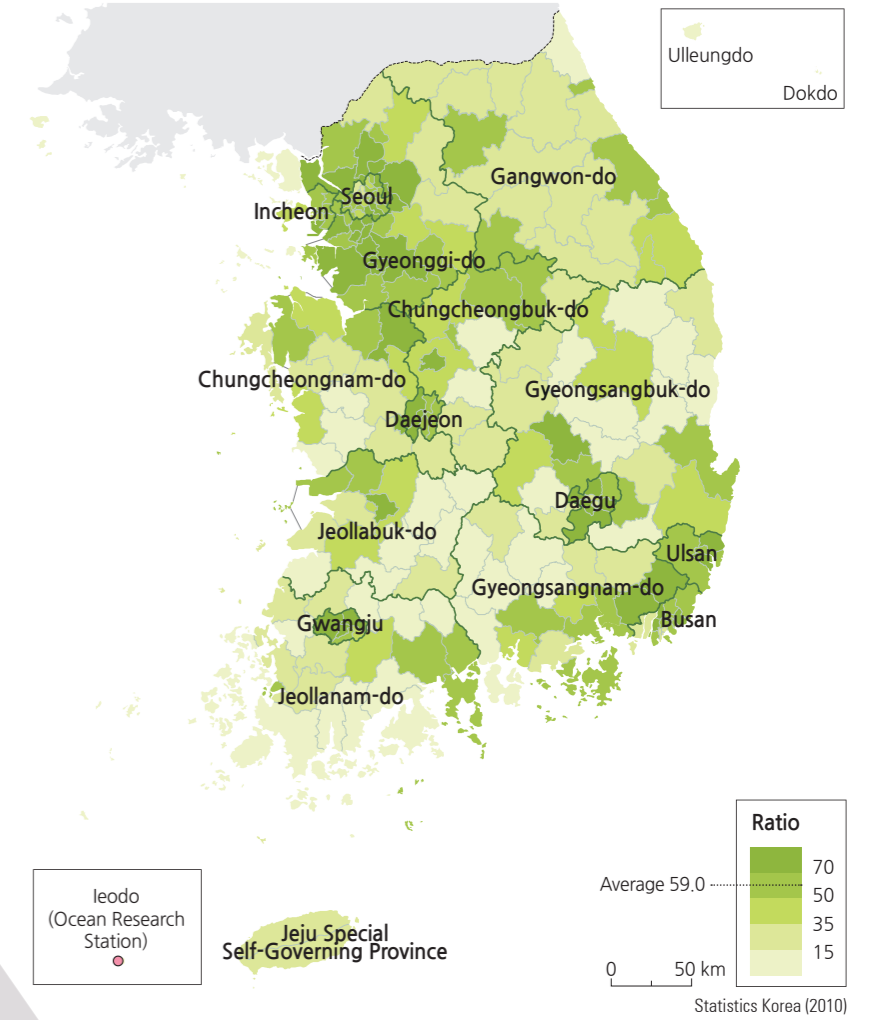 Ulleungdo
Dokdo
Gangwon-do
Seoul
Incheon
Gyeonggi-do
Chungcheongbuk-do
Chungcheongnam-do
Gyeongsangbuk-do
Daejeon
Daegu
Jeollabuk-do
Ulsan
Gyeongsangnam-do
Busan
Gwangju
Jeollanam-do
Ratio
70
Average 59.0
50
35
15
Ieodo
(Ocean Research
Station)
Jeju Special
Self-Governing Province
0 50 km
Statistics Korea (2010)